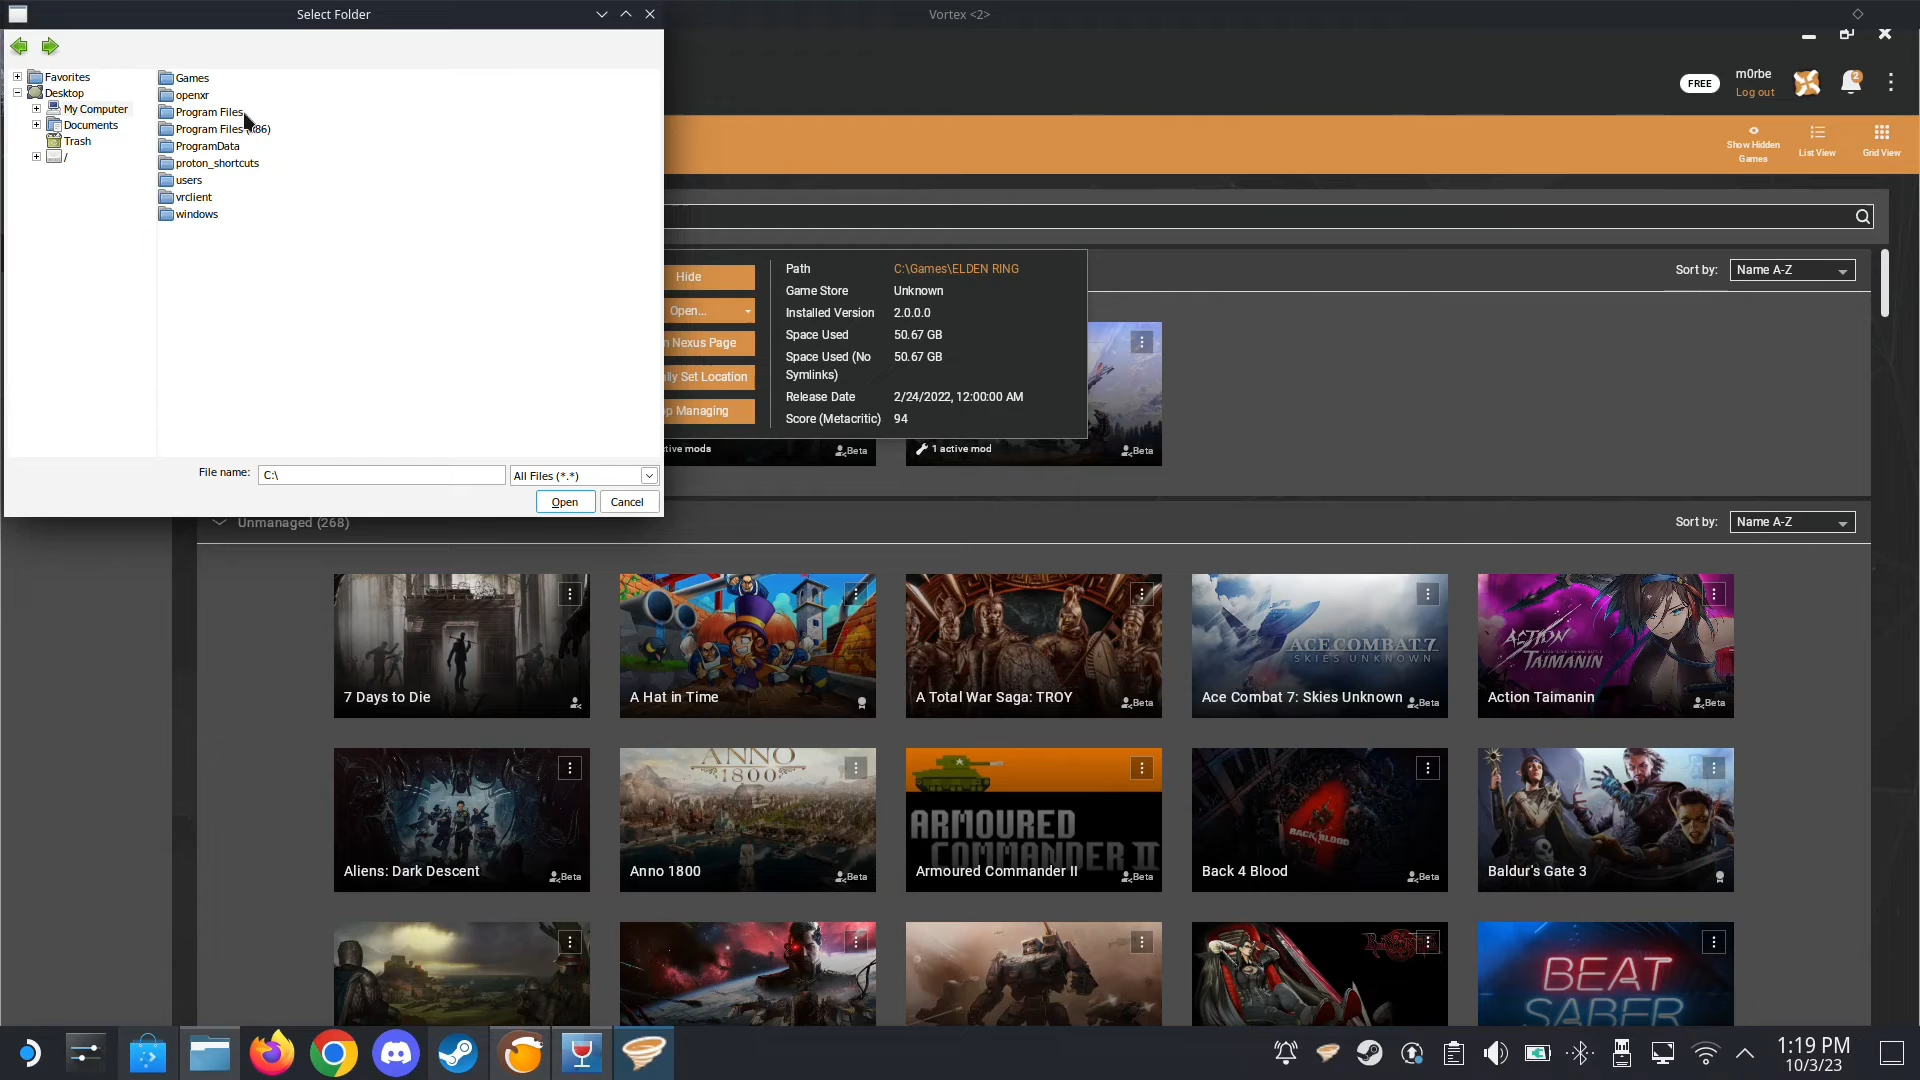 Select Folder
Vortex <2>
Favorites
Desktop
My Computer
Documents
Trash
/
Games
openxr
Program Files
Program Files (x86)
ProgramData
proton_shortcuts
users
vrclient
windows
File name:
C:\
All Files (*.*)
Open
Cancel
FREE
m0rbe
Log out
2
Show Hidden
Games
List View
Grid View
Sort by:
Name A-Z
Hide
Open...
n Nexus Page
lly Set Location
p Managing
Path
C:\Games\ELDEN RING
Game Store
Unknown
Installed Version
2.0.0.0
Space Used
50.67 GB
Space Used (No
Symlinks)
50.67 GB
Release Date
2/24/2022, 12:00:00 AM
Score (Metacritic)
94
tive mods
Beta
1 active mod
Beta
Unmanaged (268)
Sort by:
Name A-Z
7 Days to Die
A Hat in Time
A Total War Saga: TROY
Beta
ACE COMBAT 7
SKIES UNKNOWN
Ace Combat 7: Skies Unknown
Beta
ACTION
TAIMANIN
Action Taimanin
Beta
Aliens: Dark Descent
Beta
ANNO
1800
Anno 1800
Beta
ARMOURED
COMMANDER II
Armoured Commander II
Beta
BACK 4 BLOOD
Back 4 Blood
Beta
Baldur's Gate 3
BEAT
SABER
1:19 PM
10/3/23